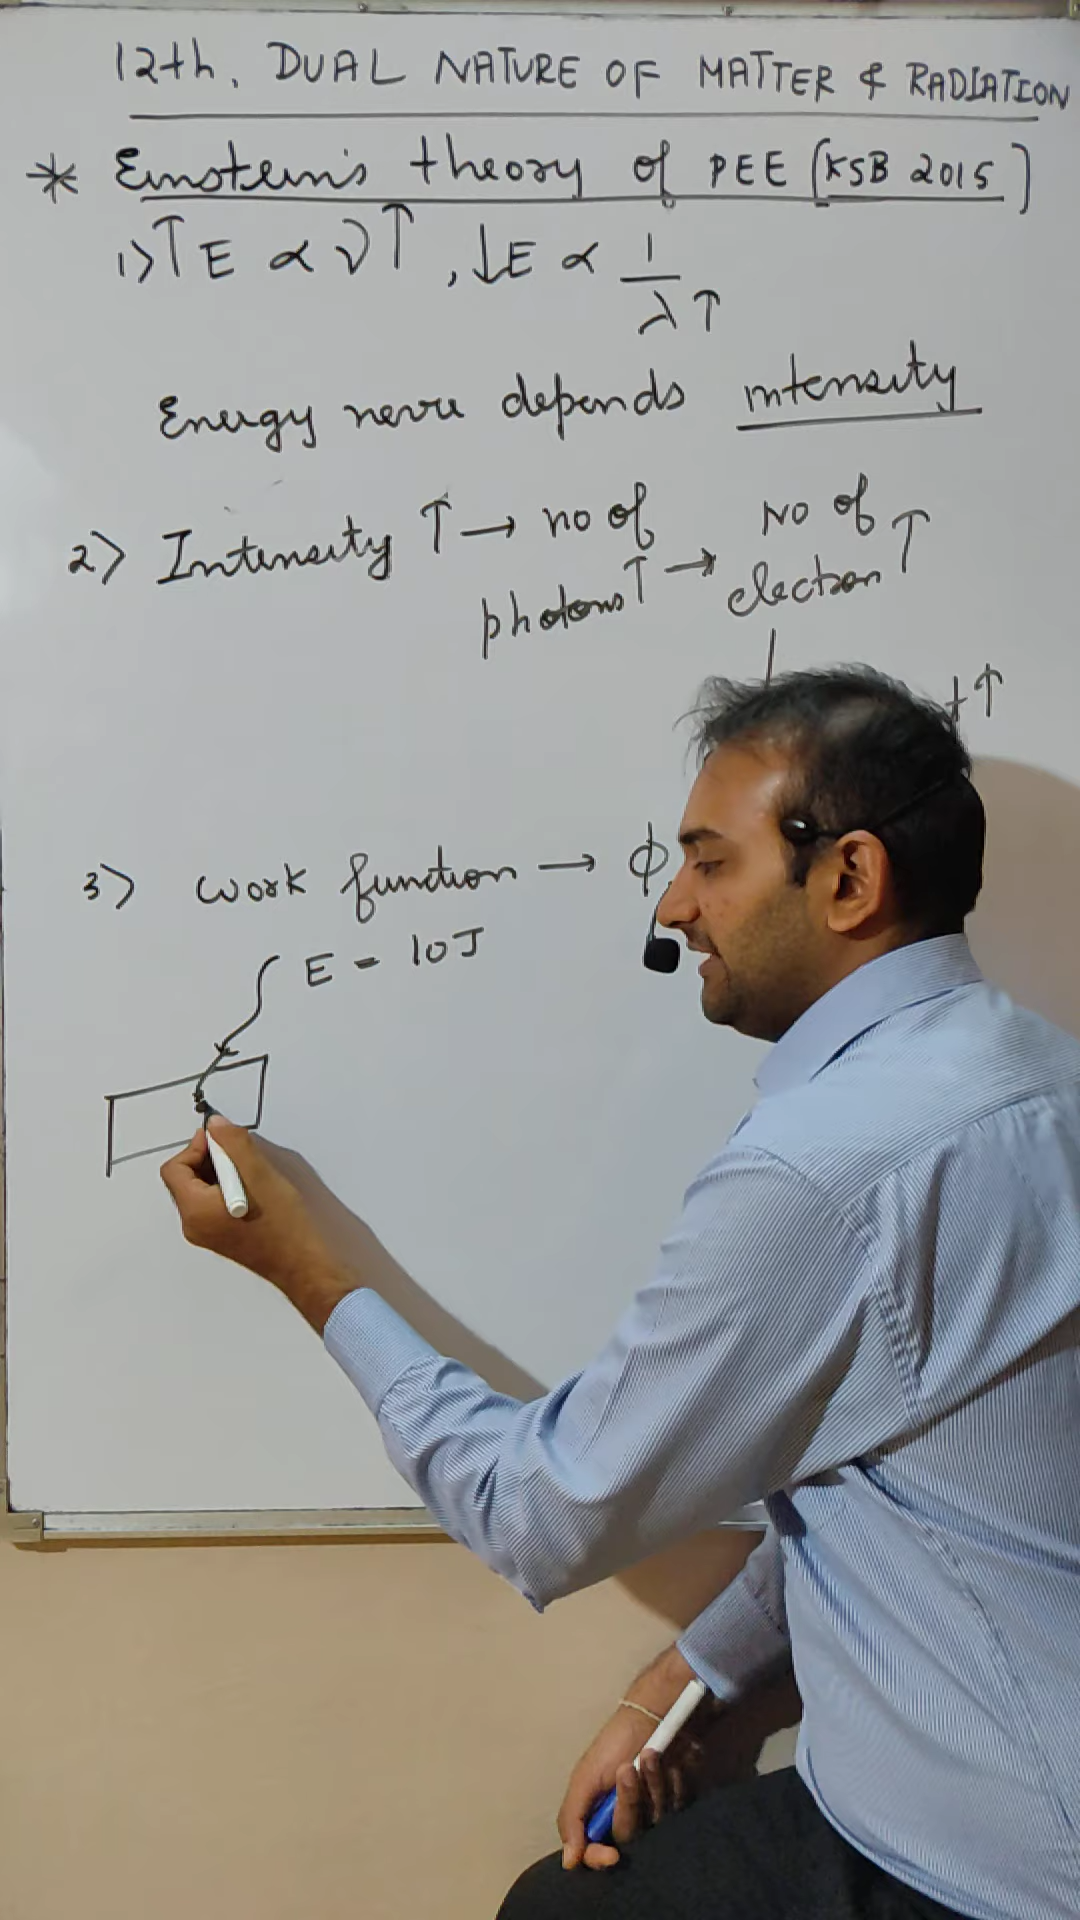 12th. DUAL NATURE OF MATTER & RADIATION
* Einstein's theory of PEE [KSB 2015]
1> ↑E ∝ ν↑, ↓E ∝ 1/λ↑
Energy never depends intensity
2> Intensity ↑ → no of photons↑ → No of electron ↑
↑
3> work function → ϕ
E = 10J